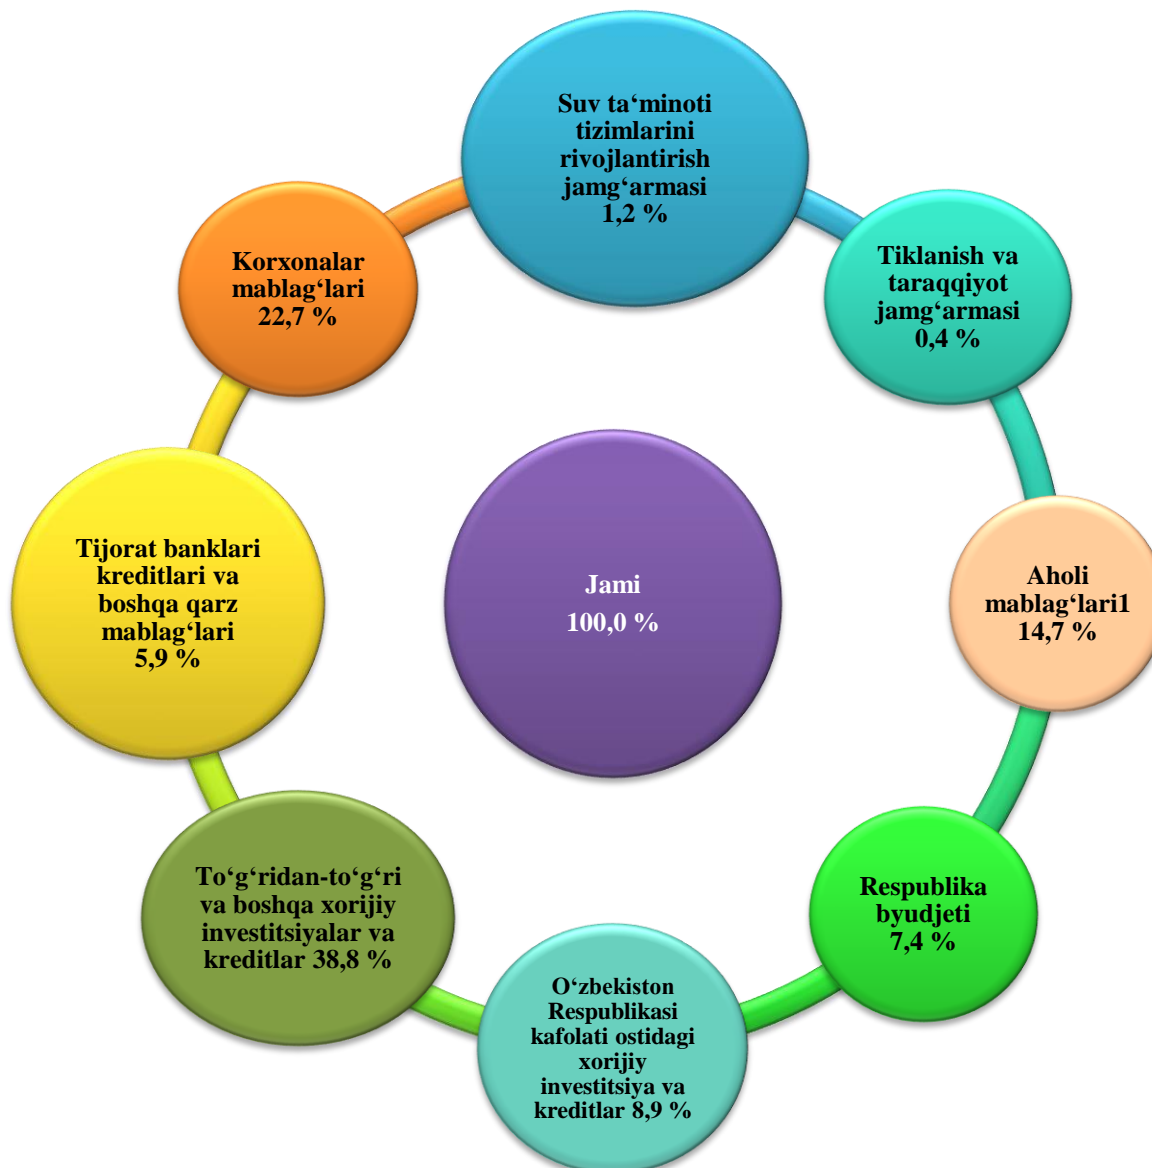 Suv ta‘minoti
tizimlarini
rivojlantirish
jamg‘armasi
1,2 %
Tiklanish va
taraqqiyot
jamg‘armasi
0,4 %
Aholi
mablag‘lari1
14,7 %
Respublika
byudjeti
7,4 %
O‘zbekiston
Respublikasi
kafolati ostidagi
xorijiy
investitsiya va
kreditlar 8,9 %
To‘g‘ridan-to‘g‘ri
va boshqa xorijiy
investitsiyalar va
kreditlar 38,8 %
Tijorat banklari
kreditlari va
boshqa qarz
mablag‘lari
5,9 %
Korxonalar
mablag‘lari
22,7 %
Jami
100,0 %